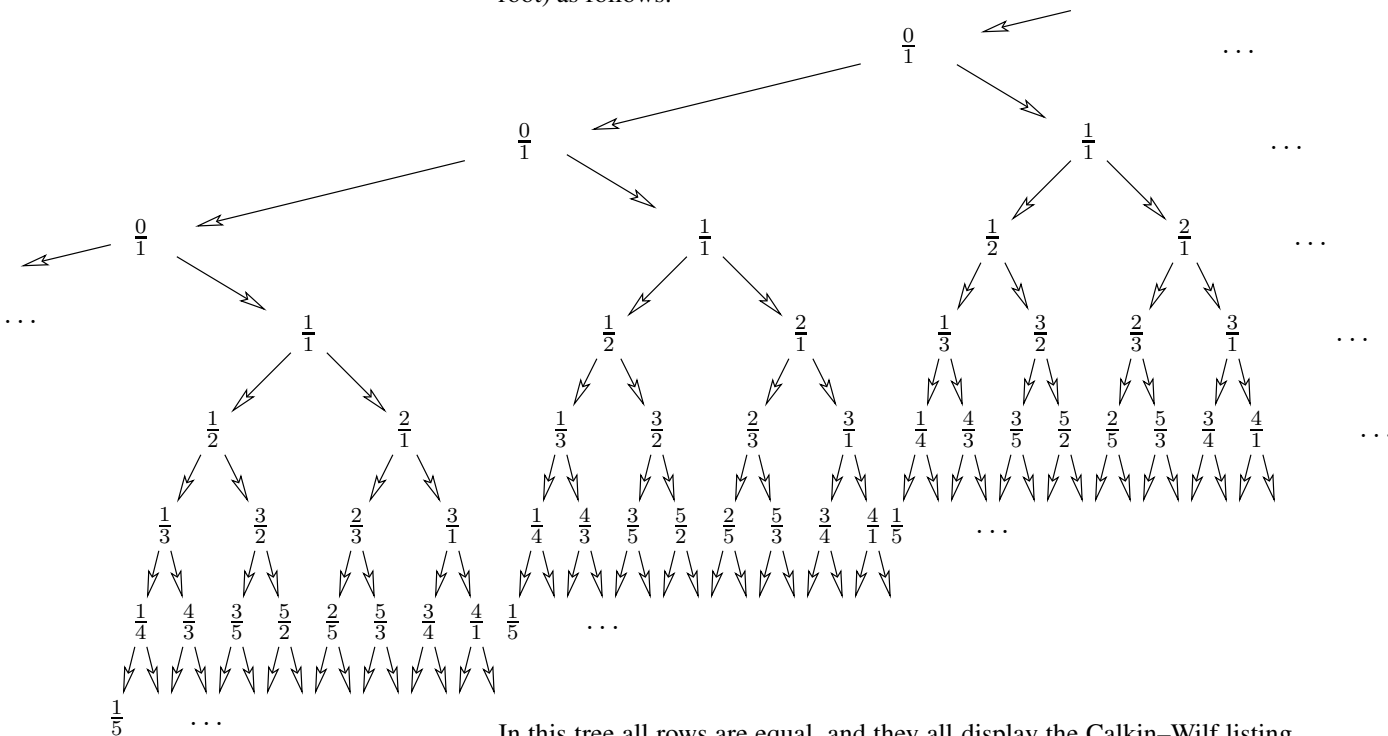 root) as follows.
0/1 ...
0/1 1/1 ...
0/1 1/1 1/2 2/1 ...
... 1/1 1/2 2/1 1/3 3/2 2/3 3/1 ...
1/2 2/1 1/3 3/2 2/3 3/1 1/4 4/3 3/5 5/2 2/5 5/3 3/4 4/1 ...
1/3 3/2 2/3 3/1 1/4 4/3 3/5 5/2 2/5 5/3 3/4 4/1 1/5 ...
1/4 4/3 3/5 5/2 2/5 5/3 3/4 4/1 1/5 ...
1/5 ...
In this tree all rows are equal, and they all display the Calkin–Wilf listing